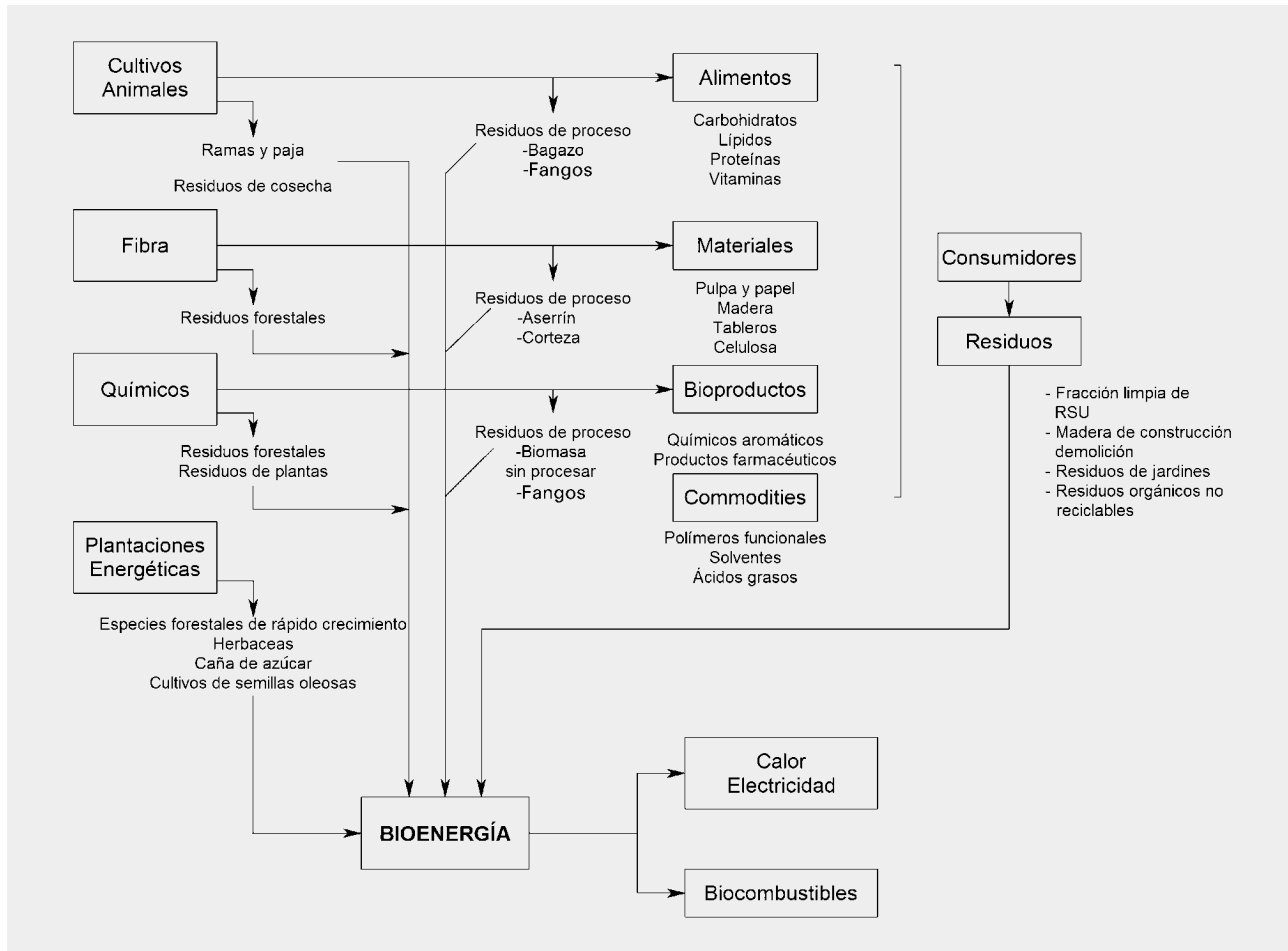 Cultivos
Animales
Ramas y paja
Residuos de cosecha
Residuos de proceso
-Bagazo
-Fangos
Alimentos
Carbohidratos
Lípidos
Proteínas
Vitaminas
Fibra
Residuos forestales
Residuos de proceso
-Aserrín
-Corteza
Materiales
Pulpa y papel
Madera
Tableros
Celulosa
Químicos
Residuos forestales
Residuos de plantas
Residuos de proceso
-Biomasa
sin procesar
-Fangos
Bioproductos
Químicos aromáticos
Productos farmacéuticos
Commodities
Polímeros funcionales
Solventes
Ácidos grasos
Consumidores
Residuos
- Fracción limpia de
RSU
- Madera de construcción
demolición
- Residuos de jardines
- Residuos orgánicos no
reciclables
Plantaciones
Energéticas
Especies forestales de rápido crecimiento
Herbaceas
Caña de azúcar
Cultivos de semillas oleosas
BIOENERGÍA
Calor
Electricidad
Biocombustibles